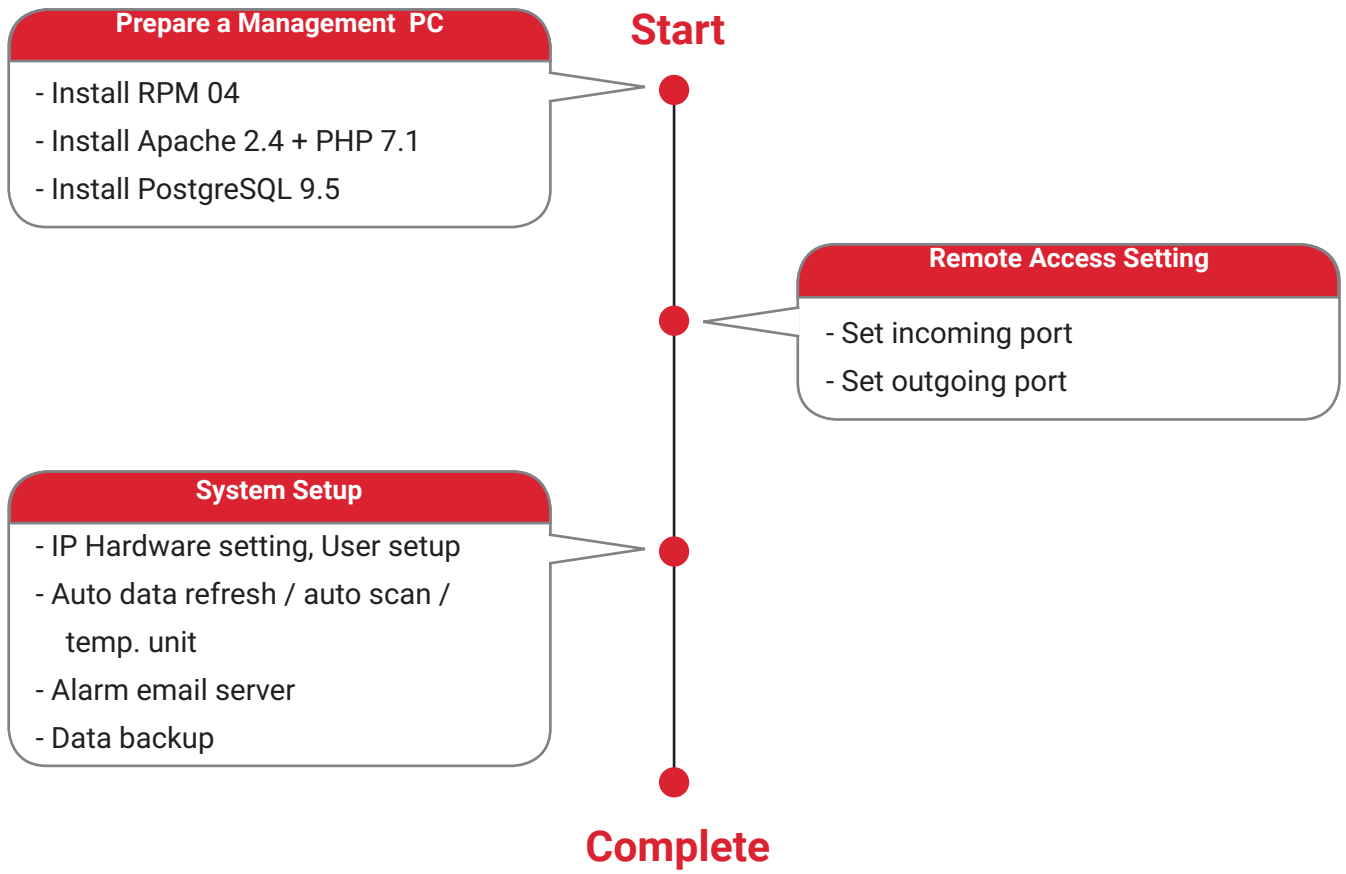 Start
Prepare a Management PC
- Install RPM 04
- Install Apache 2.4 + PHP 7.1
- Install PostgreSQL 9.5
Remote Access Setting
- Set incoming port
- Set outgoing port
System Setup
- IP Hardware setting, User setup
- Auto data refresh / auto scan /
temp. unit
- Alarm email server
- Data backup
Complete